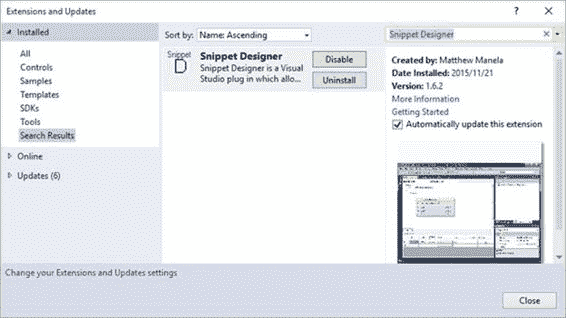 Extensions and Updates
? ×
Installed
Sort by: Name: Ascending
Snippet Designer
All
Controls
Samples
Templates
SDKs
Tools
Search Results
Online
Updates (6)
Snippet
D
Snippet Designer
Snippet Designer is a Visual
Studio plug in which allo...
Disable
Uninstall
Created by: Matthew Manela
Date Installed: 2015/11/21
Version: 1.6.2
More Information
Getting Started
Automatically update this extension
Change your Extensions and Updates settings
Close